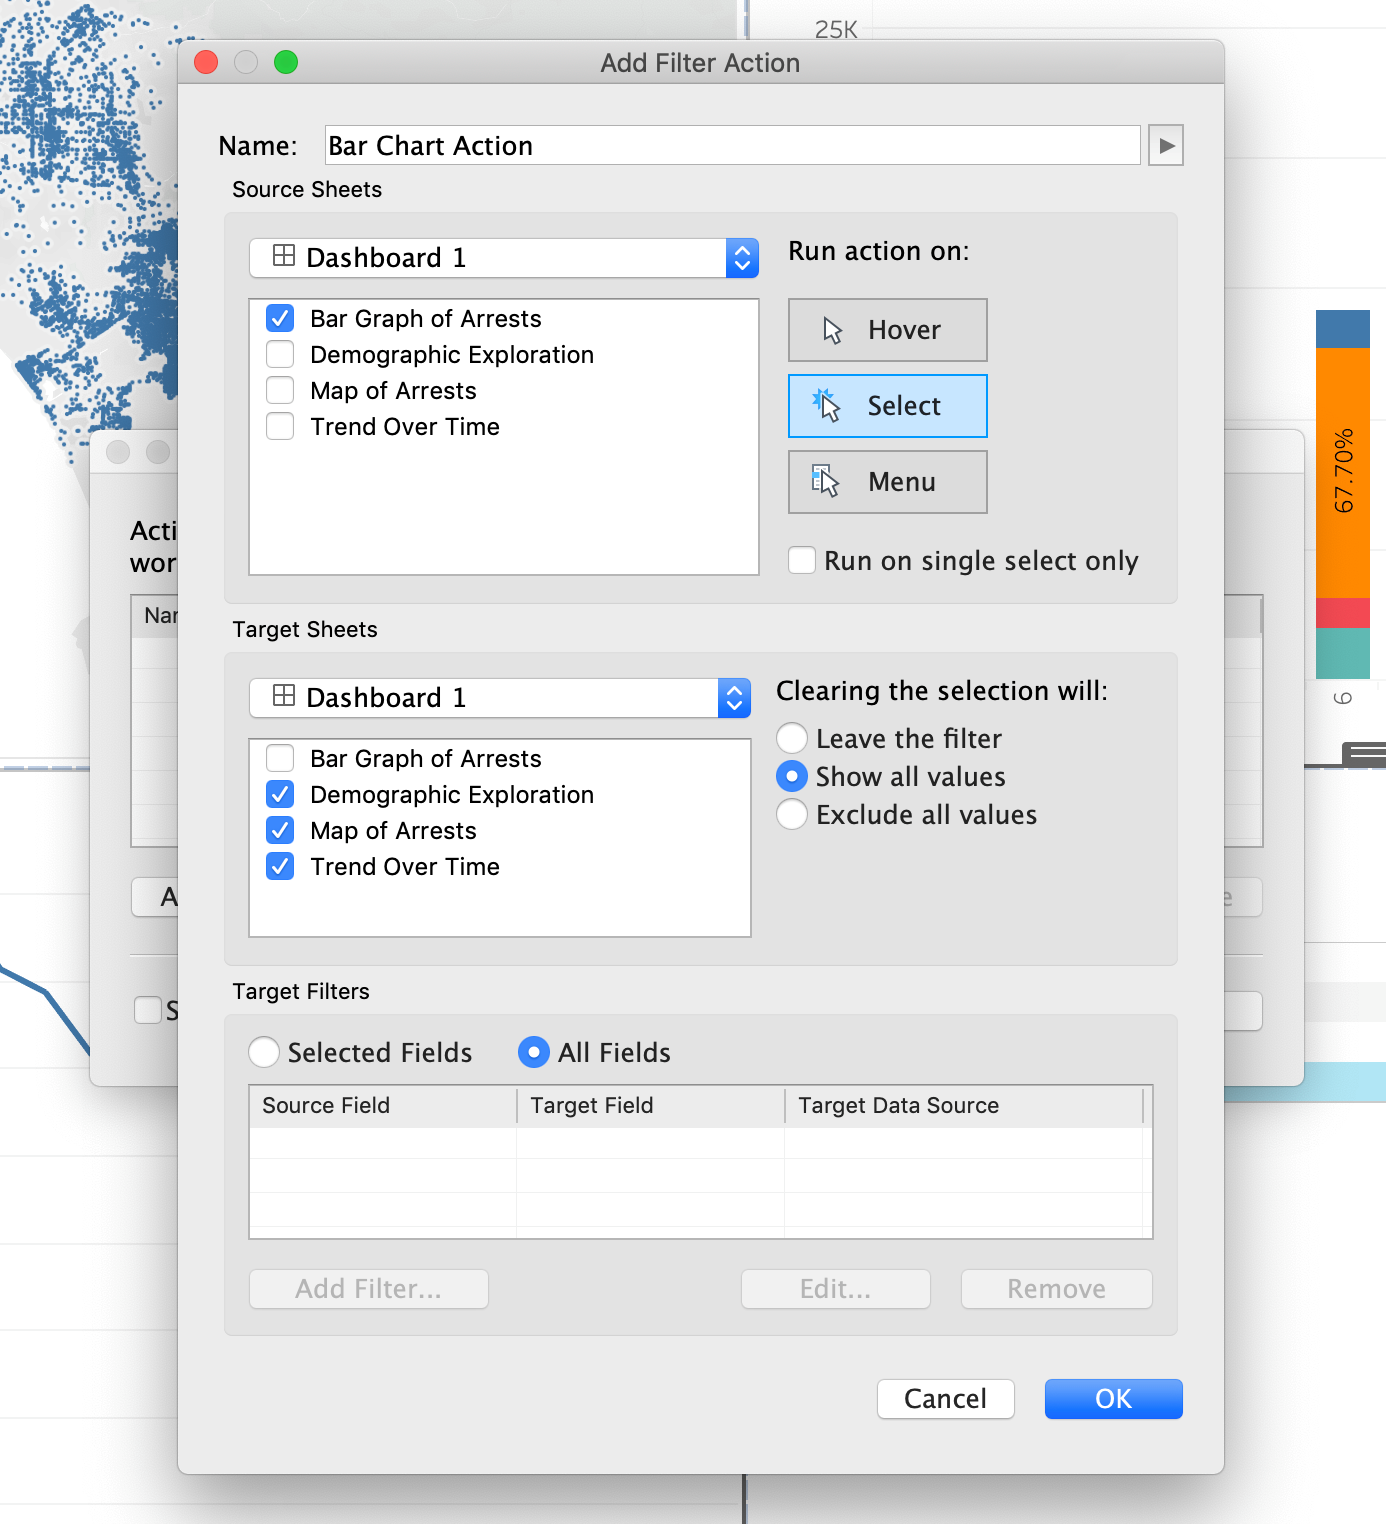 25K
Add Filter Action
Name: Bar Chart Action
Source Sheets
Dashboard 1
Run action on:
Bar Graph of Arrests
Demographic Exploration
Map of Arrests
Trend Over Time
Hover
Select
Menu
Run on single select only
67.70%
6
Acti
wor
Nar
Target Sheets
Dashboard 1
Clearing the selection will:
Bar Graph of Arrests
Demographic Exploration
Map of Arrests
Trend Over Time
Leave the filter
Show all values
Exclude all values
A
e
S
Target Filters
Selected Fields All Fields
Source Field Target Field Target Data Source
Add Filter... Edit... Remove
Cancel OK